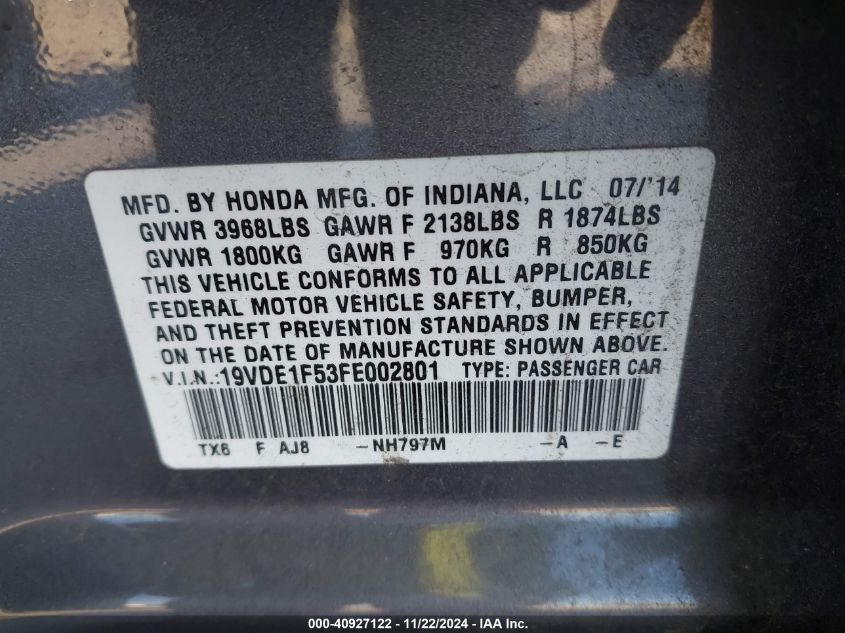 MFD. BY HONDA MFG. OF INDIANA, LLC 07/'14
GVWR 3968LBS GAWR F 2138LBS R 1874LBS
GVWR 1800KG GAWR F 970KG R 850KG
THIS VEHICLE CONFORMS TO ALL APPLICABLE
FEDERAL MOTOR VEHICLE SAFETY, BUMPER,
AND THEFT PREVENTION STANDARDS IN EFFECT
ON THE DATE OF MANUFACTURE SHOWN ABOVE.
V.I.N.:19VDE1F53FE002801 TYPE: PASSENGER CAR
TX6 F AJ8 -NH797M -A -E
000-40927122 - 11/22/2024 - © IAA Inc.